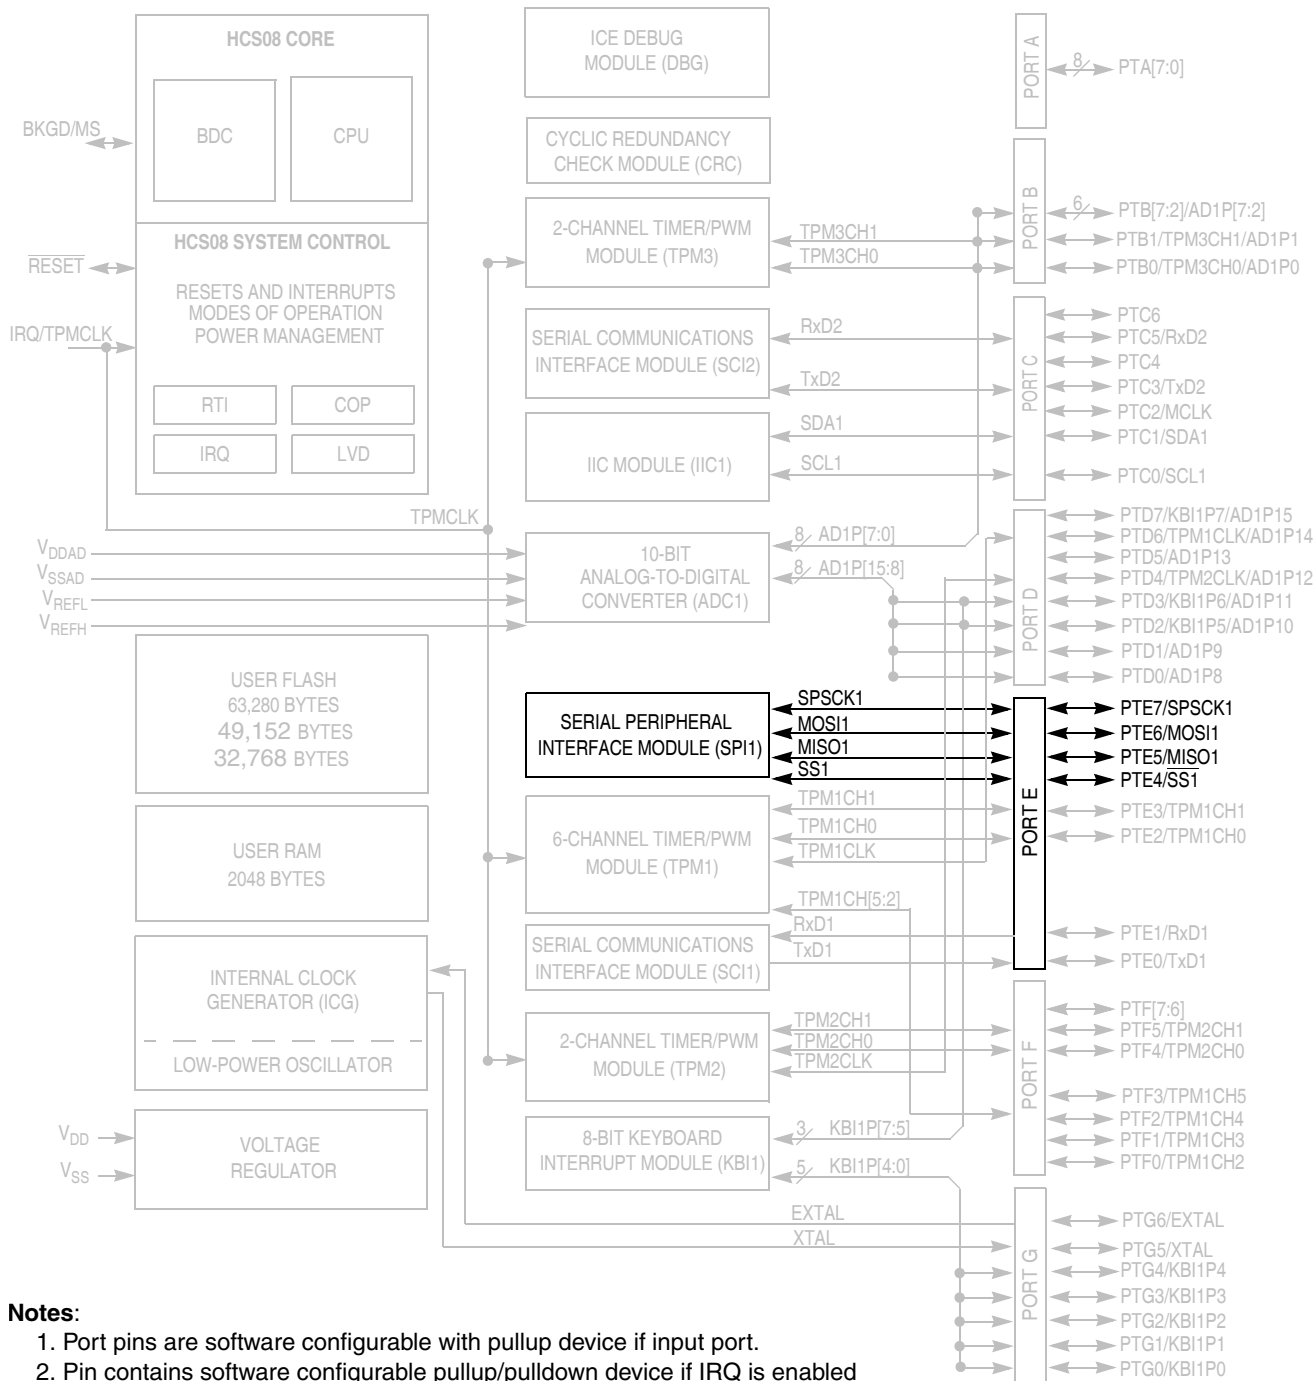 HCS08 CORE
BDC
CPU
BKGD/MS
HCS08 SYSTEM CONTROL
RESET
RESETS AND INTERRUPTS
MODES OF OPERATION
POWER MANAGEMENT
IRQ/TPMCLK
RTI
COP
IRQ
LVD
TPMCLK
VDDAD
VSSAD
VREFL
VREFH
USER FLASH
63,280 BYTES
49,152 BYTES
32,768 BYTES
USER RAM
2048 BYTES
INTERNAL CLOCK
GENERATOR (ICG)
LOW-POWER OSCILLATOR
VDD
VSS
VOLTAGE
REGULATOR
ICE DEBUG
MODULE (DBG)
CYCLIC REDUNDANCY
CHECK MODULE (CRC)
2-CHANNEL TIMER/PWM
MODULE (TPM3)
TPM3CH1
TPM3CH0
SERIAL COMMUNICATIONS
INTERFACE MODULE (SCI2)
RxD2
TxD2
IIC MODULE (IIC1)
SDA1
SCL1
10-BIT
ANALOG-TO-DIGITAL
CONVERTER (ADC1)
8 AD1P[7:0]
8 AD1P[15:8]
SERIAL PERIPHERAL
INTERFACE MODULE (SPI1)
SPSCK1
MOSI1
MISO1
SS1
6-CHANNEL TIMER/PWM
MODULE (TPM1)
TPM1CH1
TPM1CH0
TPM1CLK
TPM1CH[5:2]
SERIAL COMMUNICATIONS
INTERFACE MODULE (SCI1)
RxD1
TxD1
2-CHANNEL TIMER/PWM
MODULE (TPM2)
TPM2CH1
TPM2CH0
TPM2CLK
8-BIT KEYBOARD
INTERRUPT MODULE (KBI1)
3 KBI1P[7:5]
5 KBI1P[4:0]
EXTAL
XTAL
PORT A
8 PTA[7:0]
PORT B
6 PTB[7:2]/AD1P[7:2]
PTB1/TPM3CH1/AD1P1
PTB0/TPM3CH0/AD1P0
PORT C
PTC6
PTC5/RxD2
PTC4
PTC3/TxD2
PTC2/MCLK
PTC1/SDA1
PTC0/SCL1
PORT D
PTD7/KBI1P7/AD1P15
PTD6/TPM1CLK/AD1P14
PTD5/AD1P13
PTD4/TPM2CLK/AD1P12
PTD3/KBI1P6/AD1P11
PTD2/KBI1P5/AD1P10
PTD1/AD1P9
PTD0/AD1P8
PORT E
PTE7/SPSCK1
PTE6/MOSI1
PTE5/MISO1
PTE4/SS1
PTE3/TPM1CH1
PTE2/TPM1CH0
PTE1/RxD1
PTE0/TxD1
PORT F
PTF[7:6]
PTF5/TPM2CH1
PTF4/TPM2CH0
PTF3/TPM1CH5
PTF2/TPM1CH4
PTF1/TPM1CH3
PTF0/TPM1CH2
PORT G
PTG6/EXTAL
PTG5/XTAL
PTG4/KBI1P4
PTG3/KBI1P3
PTG2/KBI1P2
PTG1/KBI1P1
PTG0/KBI1P0
Notes:
1. Port pins are software configurable with pullup device if input port.
2. Pin contains software configurable pullup/pulldown device if IRQ is enabled